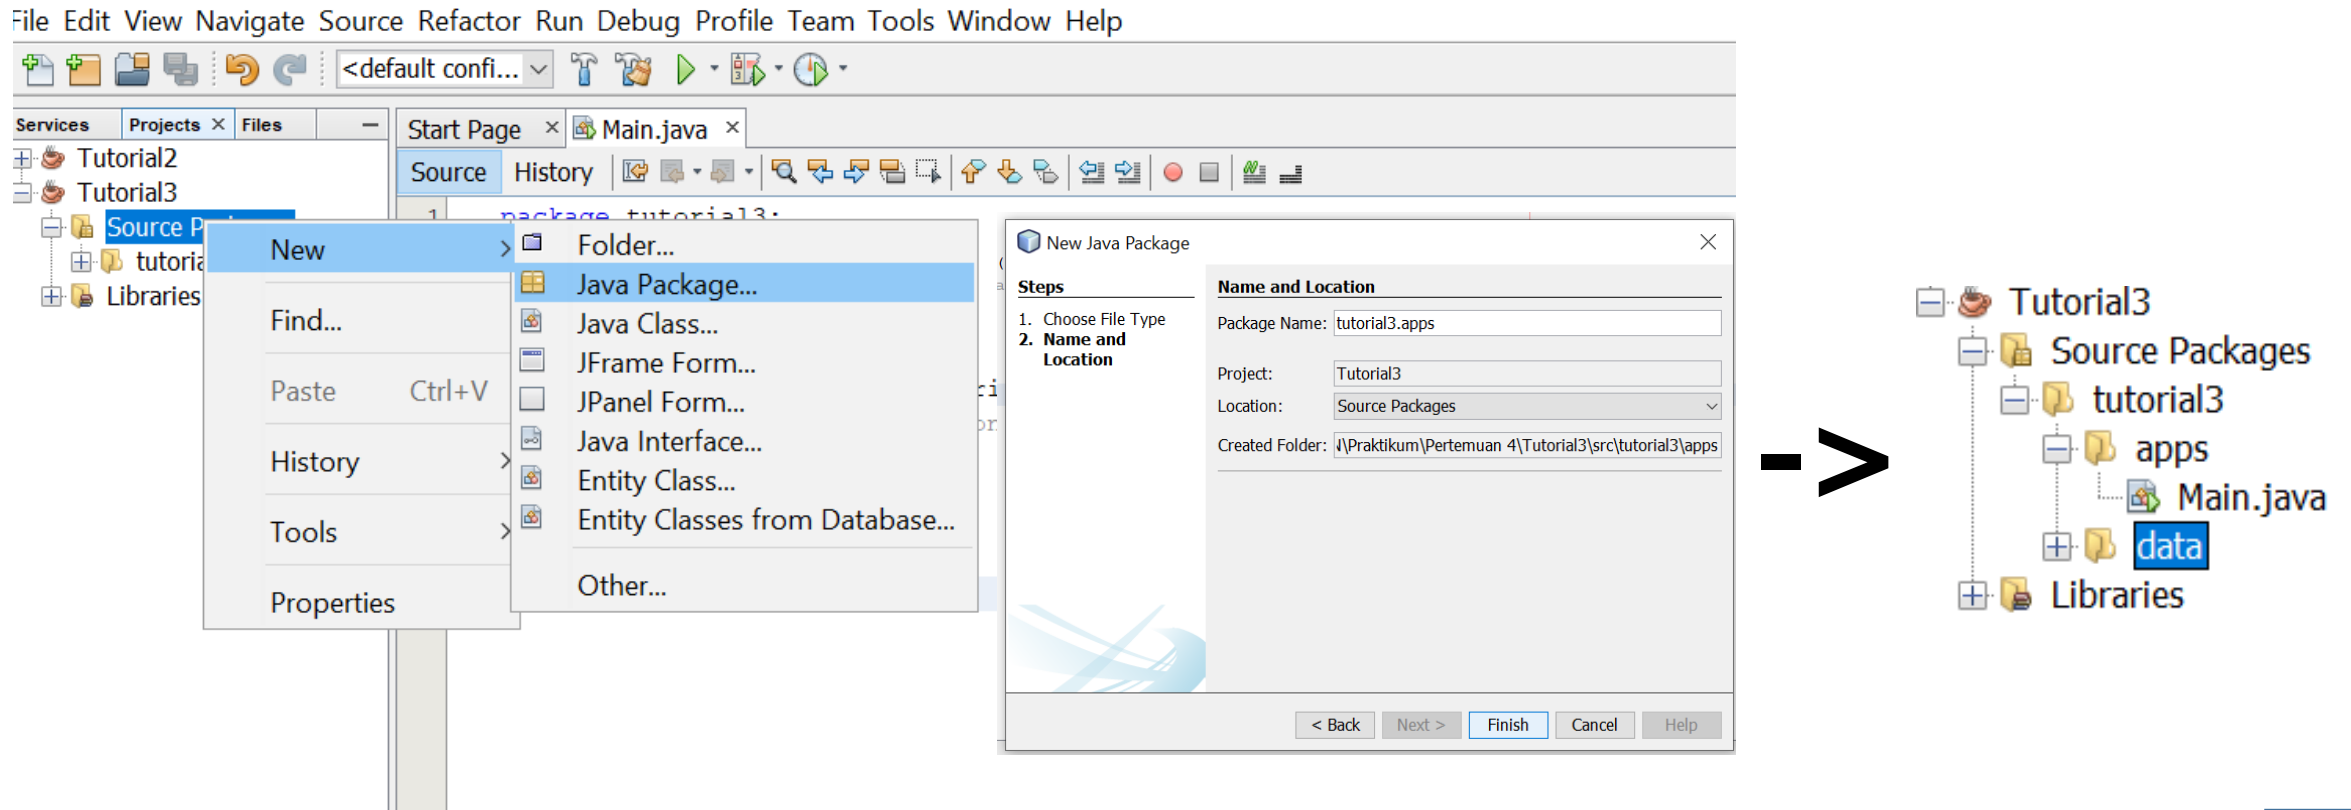 File Edit View Navigate Source Refactor Run Debug Profile Team Tools Window Help
<default confi...
Services Projects Files
Tutorial2
Tutorial3
Source
tutoria
Libraries
Start Page Main.java
Source History
1 package tutorial3;
New
Find...
Paste Ctrl+V
History
Tools
Properties
Folder...
Java Package...
Java Class...
JFrame Form...
JPanel Form...
Java Interface...
Entity Class...
Entity Classes from Database...
Other...
New Java Package
Steps
1. Choose File Type
2. Name and
Location
Name and Location
Package Name: tutorial3.apps
Project: Tutorial3
Location: Source Packages
Created Folder: \Praktikum\Pertemuan 4\Tutorial3\src\tutorial3\apps
< Back Next > Finish Cancel Help
->
Tutorial3
Source Packages
tutorial3
apps
Main.java
data
Libraries